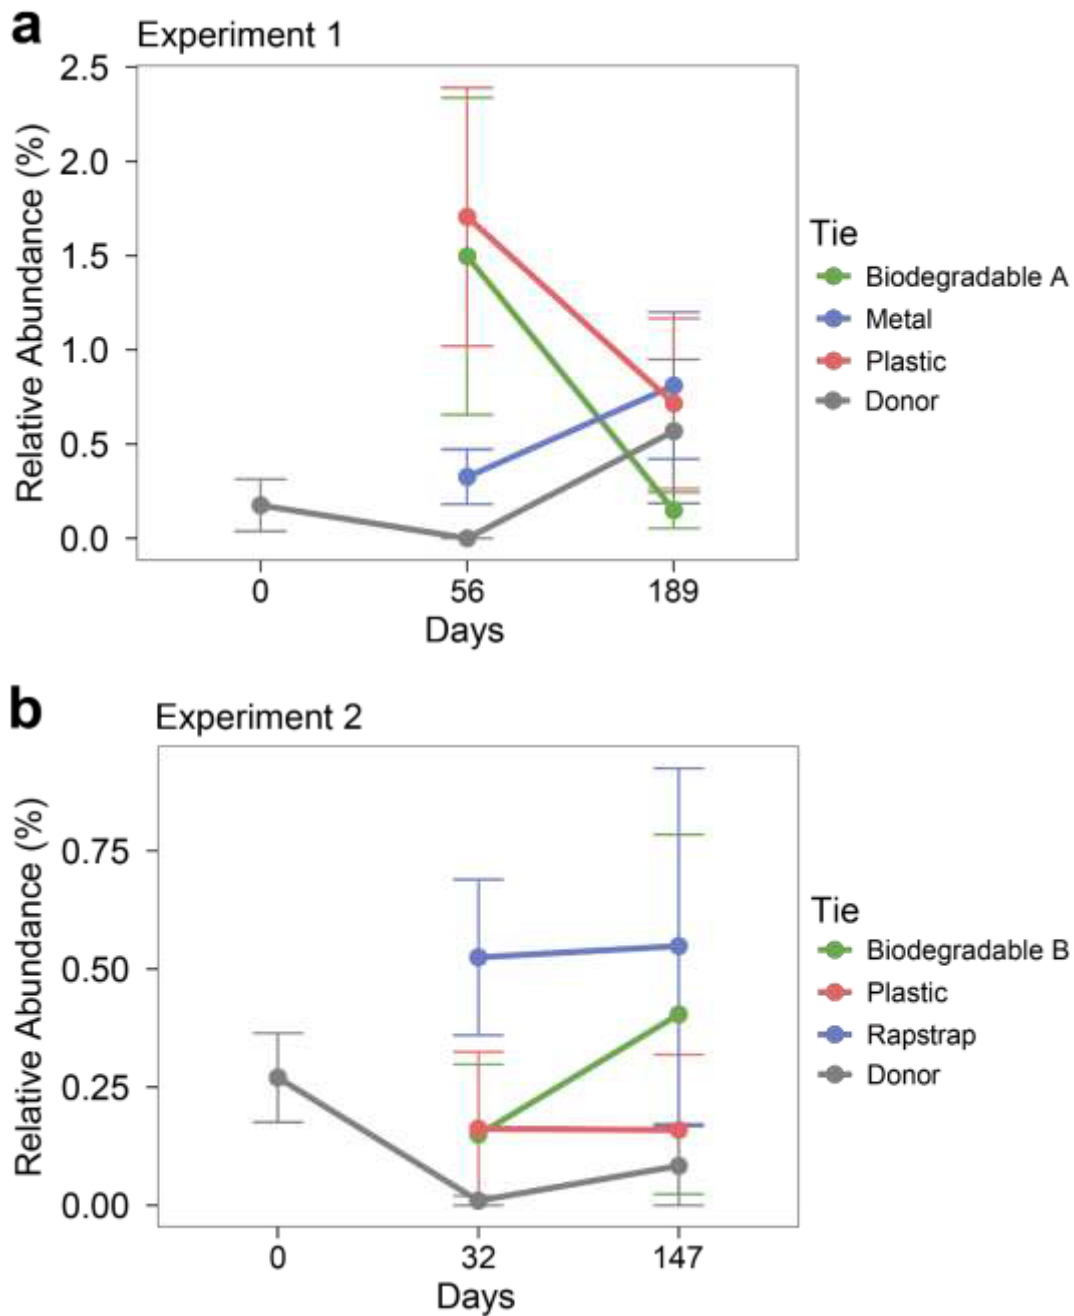 a
Experiment 1
Relative Abundance (%)
2.5
2.0
1.5
1.0
0.5
0.0
0 56 189
Days
Tie
Biodegradable A
Metal
Plastic
Donor
b
Experiment 2
Relative Abundance (%)
0.75
0.50
0.25
0.00
0 32 147
Days
Tie
Biodegradable B
Plastic
Rapstrap
Donor